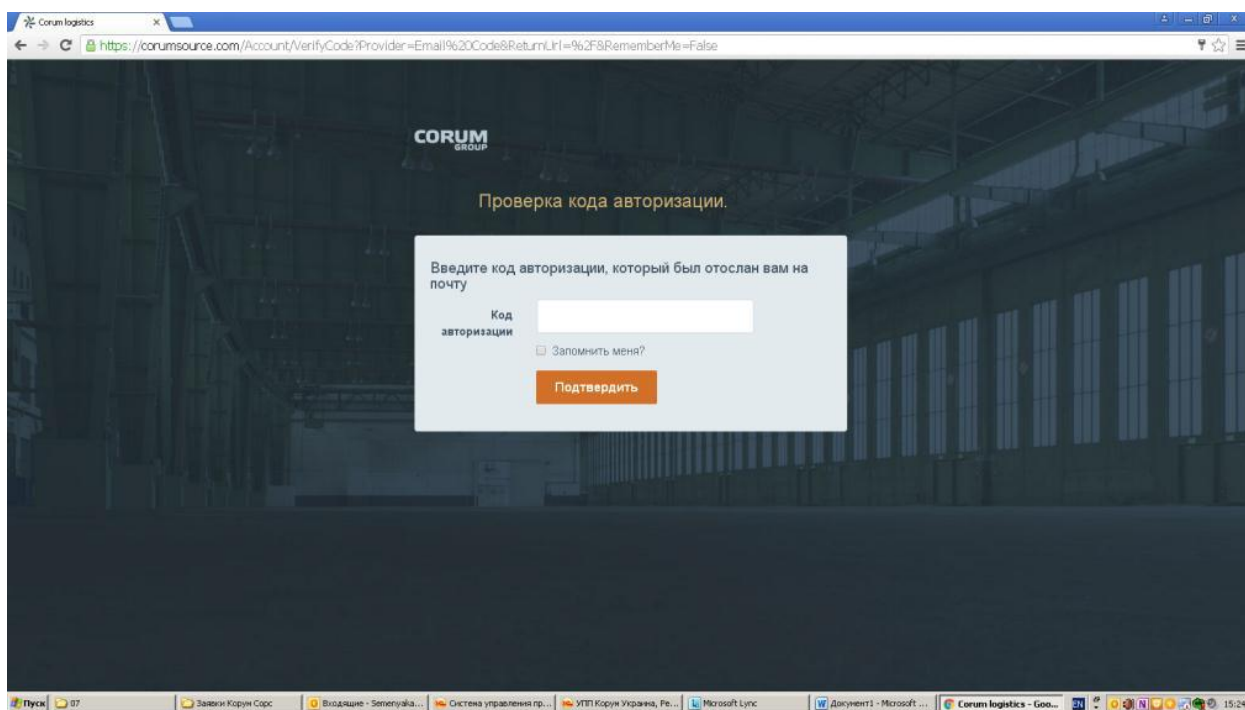 Corum logistics
https://corumsource.com/Account/VerifyCode?Provider=Email%20Code&ReturnUrl=%2F&RememberMe=False
CORUM
GROUP
Проверка кода авторизации.
Введите код авторизации, который был отослан вам на
почту
Код
авторизации
Запомнить меня?
Подтвердить
Пуск 07 Заявки Корум Сорс Входящие - Semenyaka... Система управления пр... УПП Корум Украина, Ре... Microsoft Lync Документ1 - Microsoft ... Corum logistics - Goo... EN 15:24